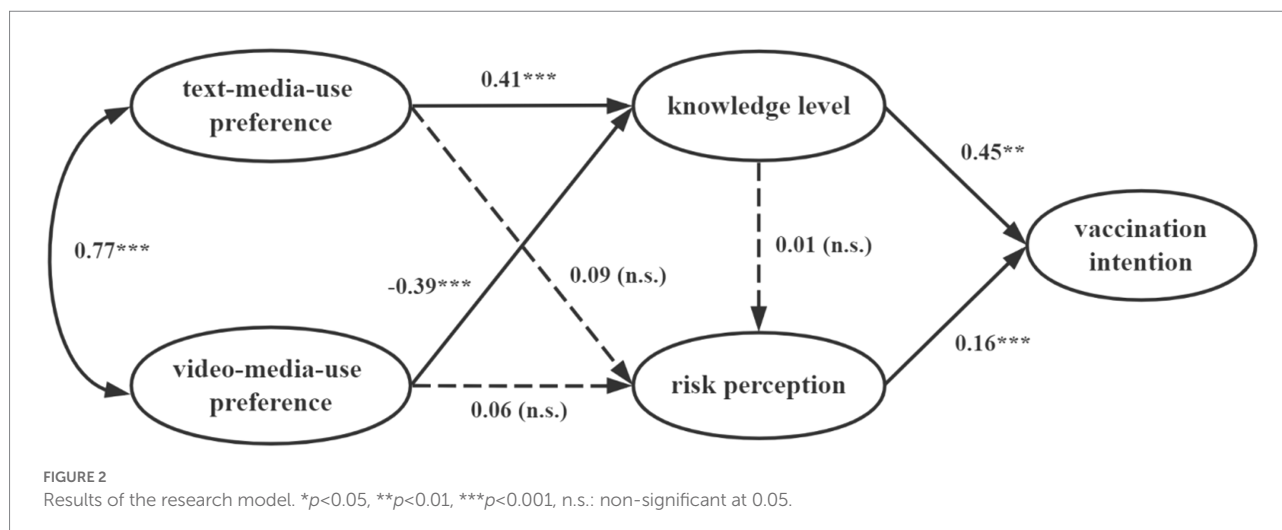 text-media-use
preference
0.41***
knowledge level
0.45**
0.77***
-0.39***
0.09 (n.s.)
0.01 (n.s.)
vaccination
intention
video-media-use
preference
0.06 (n.s.)
risk perception
0.16***
FIGURE 2
Results of the research model. *p<0.05, **p<0.01, ***p<0.001, n.s.: non-significant at 0.05.